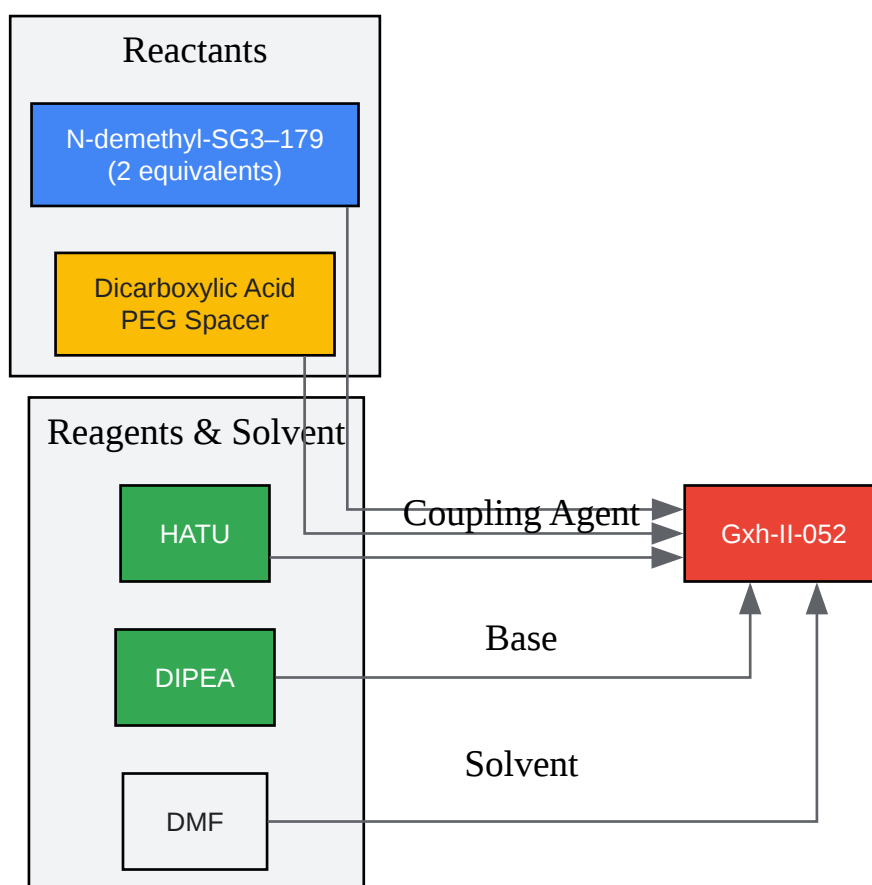 Reactants
N-demethyl-SG3–179
(2 equivalents)
Dicarboxylic Acid
PEG Spacer
Reagents & Solvent
HATU
Coupling Agent
Gxh-II-052
DIPEA
Base
DMF
Solvent